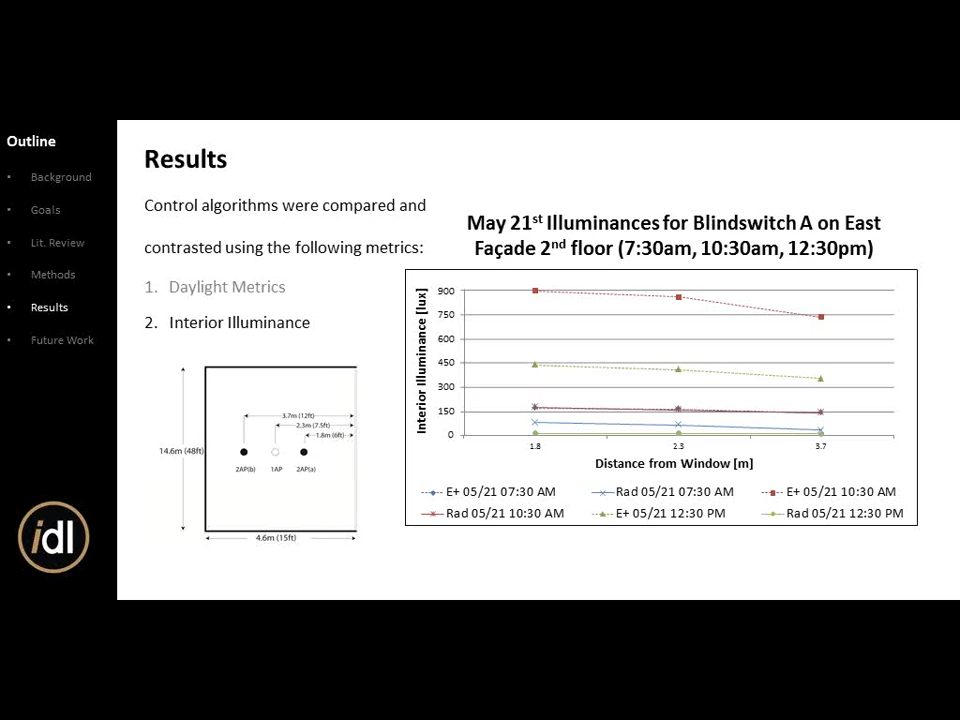 Outline
• Background
• Goals
• Lit. Review
• Methods
• Results
• Future Work
idl
Results
Control algorithms were compared and
contrasted using the following metrics:
1. Daylight Metrics
2. Interior Illuminance
3.7m (12ft)
2.3m (7.5ft)
1.8m (6ft)
14.6m (48ft)
2AP(b) 1AP 2AP(a)
4.6m (15ft)
May 21st Illuminances for Blindswitch A on East
Façade 2nd floor (7:30am, 10:30am, 12:30pm)
Interior Illuminance [lux]
900
750
600
450
300
150
0
1.8 2.3 3.7
Distance from Window [m]
E+ 05/21 07:30 AM Rad 05/21 07:30 AM E+ 05/21 10:30 AM
Rad 05/21 10:30 AM E+ 05/21 12:30 PM Rad 05/21 12:30 PM